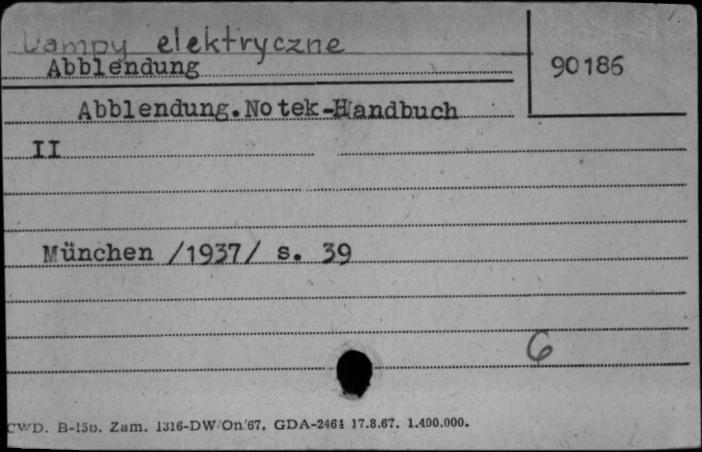 Lampy elektryczne
Abblendung
90186
Abblendung.Notek-Handbuch
II
München /1937/ s. 39
6
CWD. B-15b. Zam. 1316-DW/On/67. GDA-2461 17.8.67. 1.400.000.